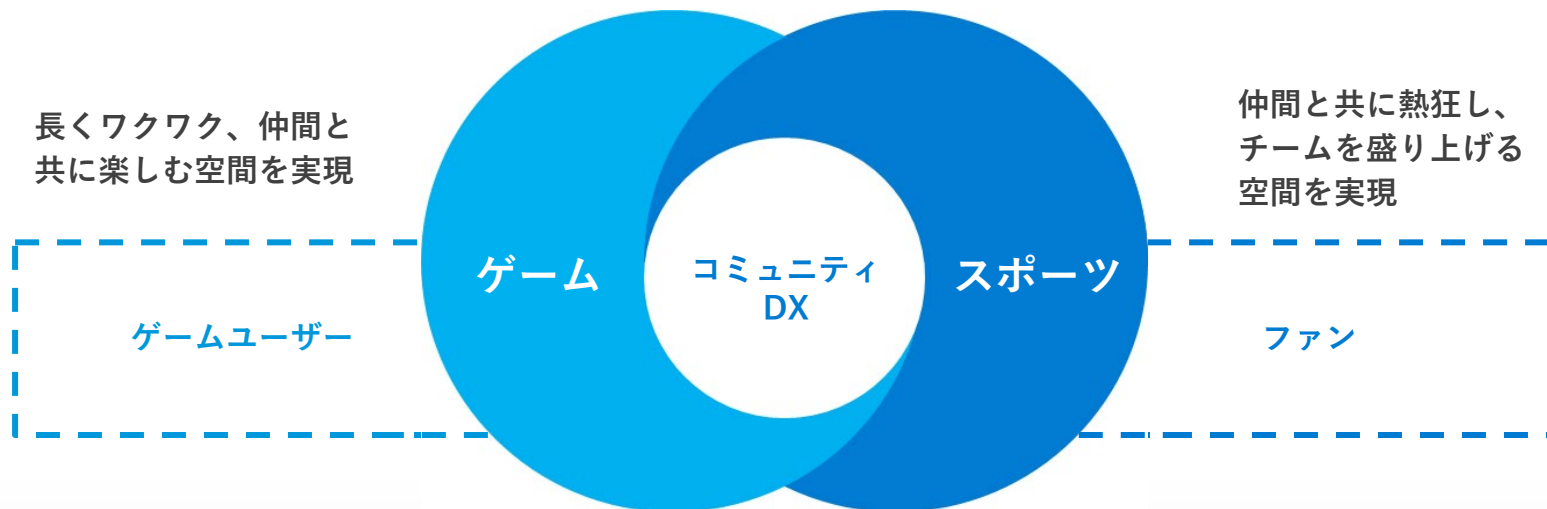 長くワクワク、仲間と
共に楽しむ空間を実現
ゲームユーザー
ゲーム
コミュニティ
DX
スポーツ
仲間と共に熱狂し、
チームを盛り上げる
空間を実現
ファン